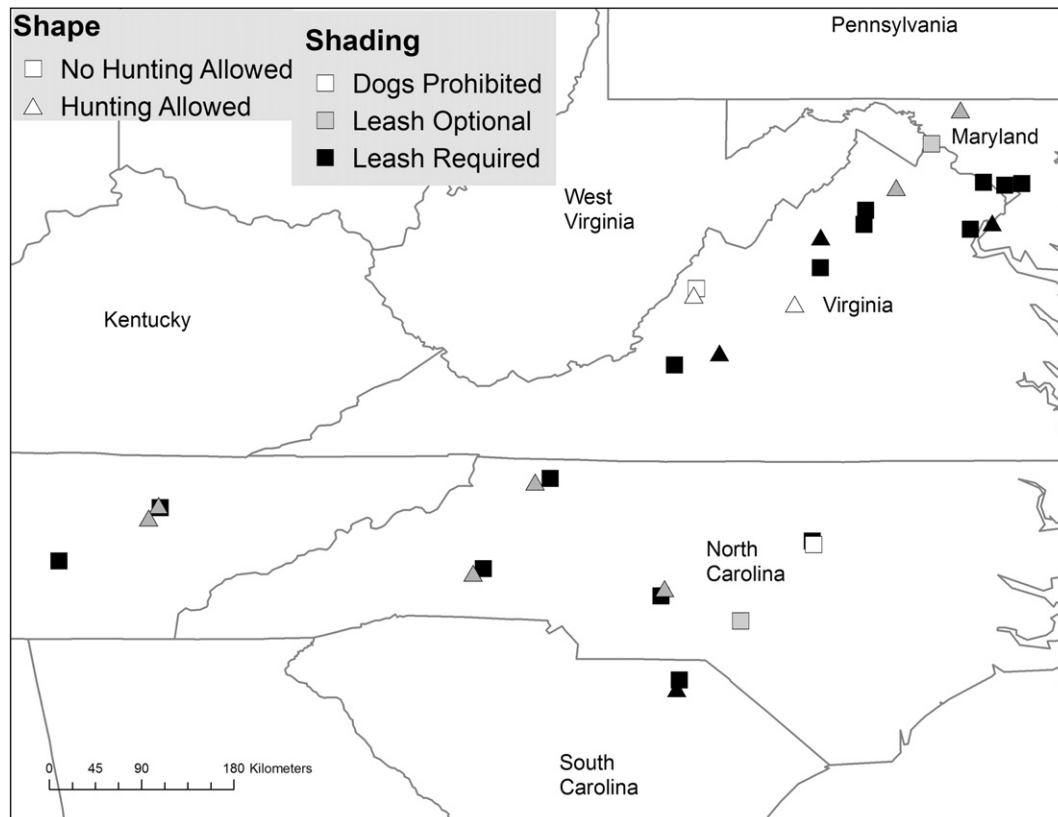 Shape
No Hunting Allowed
Hunting Allowed
Shading
Dogs Prohibited
Leash Optional
Leash Required
Pennsylvania
Maryland
West
Virginia
Virginia
Kentucky
North
Carolina
South
Carolina
0 45 90 180 Kilometers